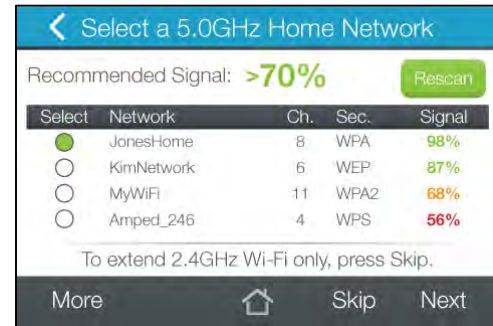 Select a 5.0GHz Home Network
Recommended Signal: >70% Rescan
Select Network Ch. Sec. Signal
JonesHome 8 WPA 98%
KimNetwork 6 WEP 87%
MyWiFi 11 WPA2 68%
Amped_246 4 WPS 56%
To extend 2.4GHz Wi-Fi only, press Skip.
More Skip Next